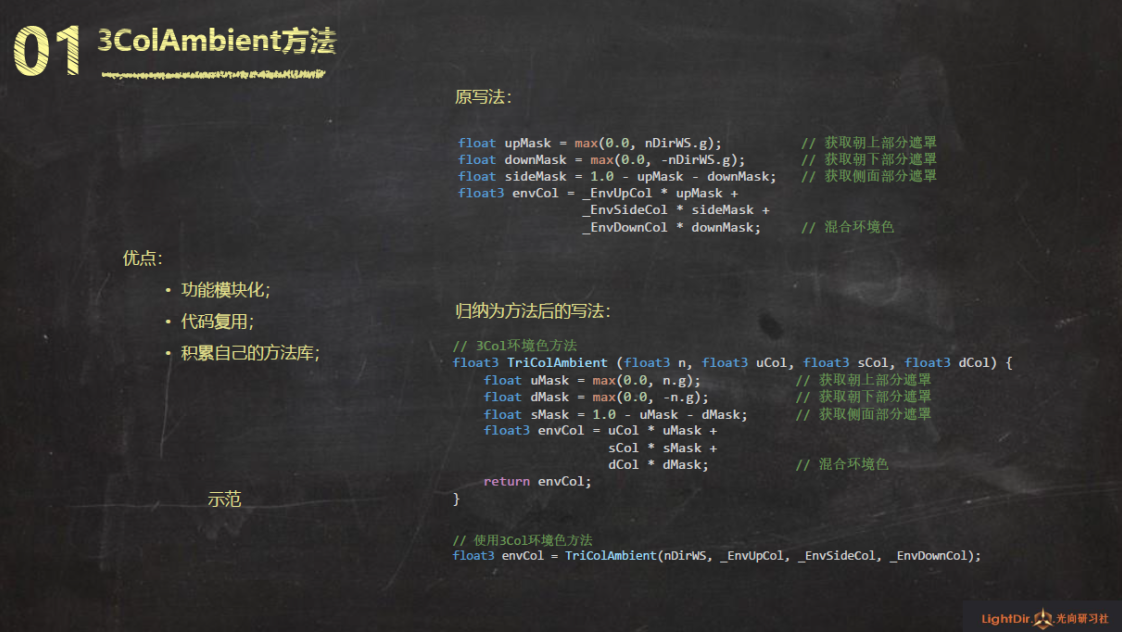 01 3ColAmbient方法
原写法：
float upMask = max(0.0, nDirWS.g); // 获取朝上部分遮罩
float downMask = max(0.0, -nDirWS.g); // 获取朝下部分遮罩
float sideMask = 1.0 - upMask - downMask; // 获取侧面部分遮罩
float3 envCol = _EnvUpCol * upMask +
_EnvSideCol * sideMask +
_EnvDownCol * downMask; // 混合环境色
优点：
• 功能模块化；
• 代码复用；
• 积累自己的方法库；
示范
归纳为方法后的写法：
// 3Col环境色方法
float3 TriColAmbient (float3 n, float3 uCol, float3 sCol, float3 dCol) {
float uMask = max(0.0, n.g); // 获取朝上部分遮罩
float dMask = max(0.0, -n.g); // 获取朝下部分遮罩
float sMask = 1.0 - uMask - dMask; // 获取侧面部分遮罩
float3 envCol = uCol * uMask +
sCol * sMask +
dCol * dMask; // 混合环境色
return envCol;
}
// 使用3Col环境色方法
float3 envCol = TriColAmbient(nDirWS, _EnvUpCol, _EnvSideCol, _EnvDownCol);
LightDir.光向研习社